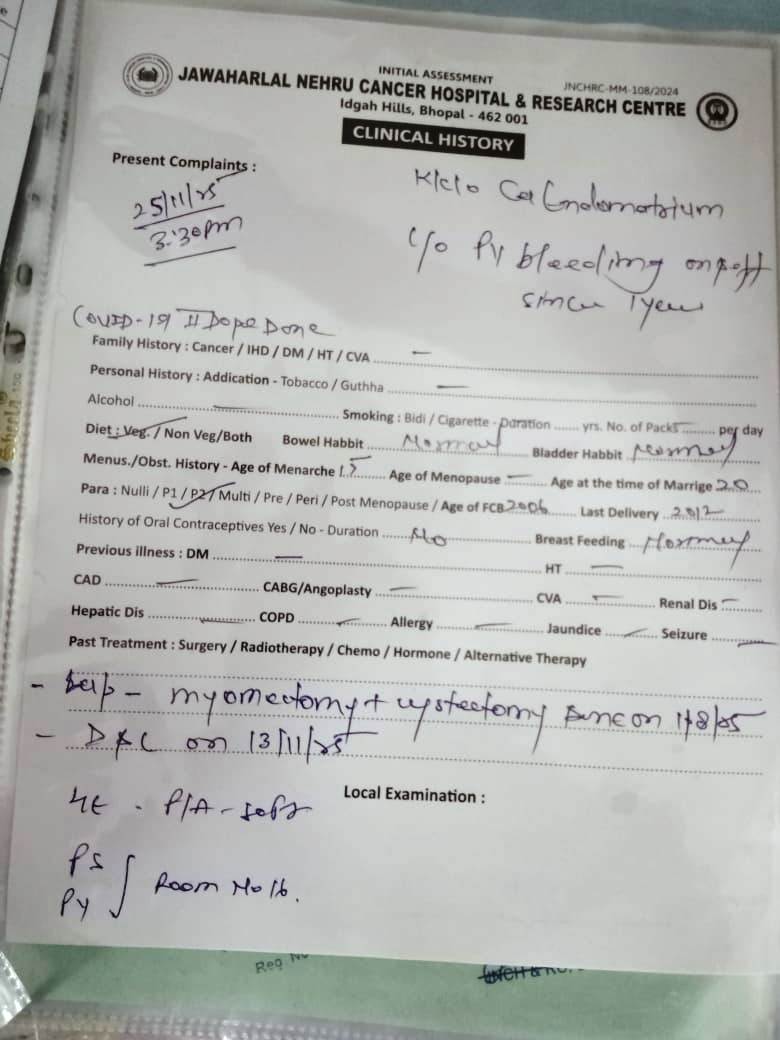 INITIAL ASSESSMENT
JNCHRC-MM-108/2024
JAWAHARLAL NEHRU CANCER HOSPITAL & RESEARCH CENTRE
Idgah Hills, Bhopal - 462 001
CLINICAL HISTORY
Present Complaints :
25/11/25
3:30pm
K/c/o Ca Endometrium
c/o PV bleeding on & off
since 1 year
COVID-19 II Dope Done
Family History : Cancer / IHD / DM / HT / CVA —
Personal History : Addication - Tobacco / Guthha —
Alcohol — Smoking : Bidi / Cigarette - Duration ...... yrs. No. of Packs ...... per day
Diet : Veg. / Non Veg/Both Bowel Habbit Normal Bladder Habbit Normal
Menus./Obst. History - Age of Menarche Age of Menopause — Age at the time of Marrige 20
Para : Nulli / P1 / P2 / Multi / Pre / Peri / Post Menopause / Age of FCB 2006 Last Delivery 2012
History of Oral Contraceptives Yes / No - Duration No Breast Feeding Normal
Previous illness : DM — HT —
CAD — CABG/Angioplasty — CVA — Renal Dis —
Hepatic Dis COPD — Allergy — Jaundice — Seizure —
Past Treatment : Surgery / Radiotherapy / Chemo / Hormone / Alternative Therapy
- Lap - myomectomy + cystectomy done on
- D&C on 13/11/25
Local Examination :
P/A - soft
PS
PV } Room No 16.
Reg. No